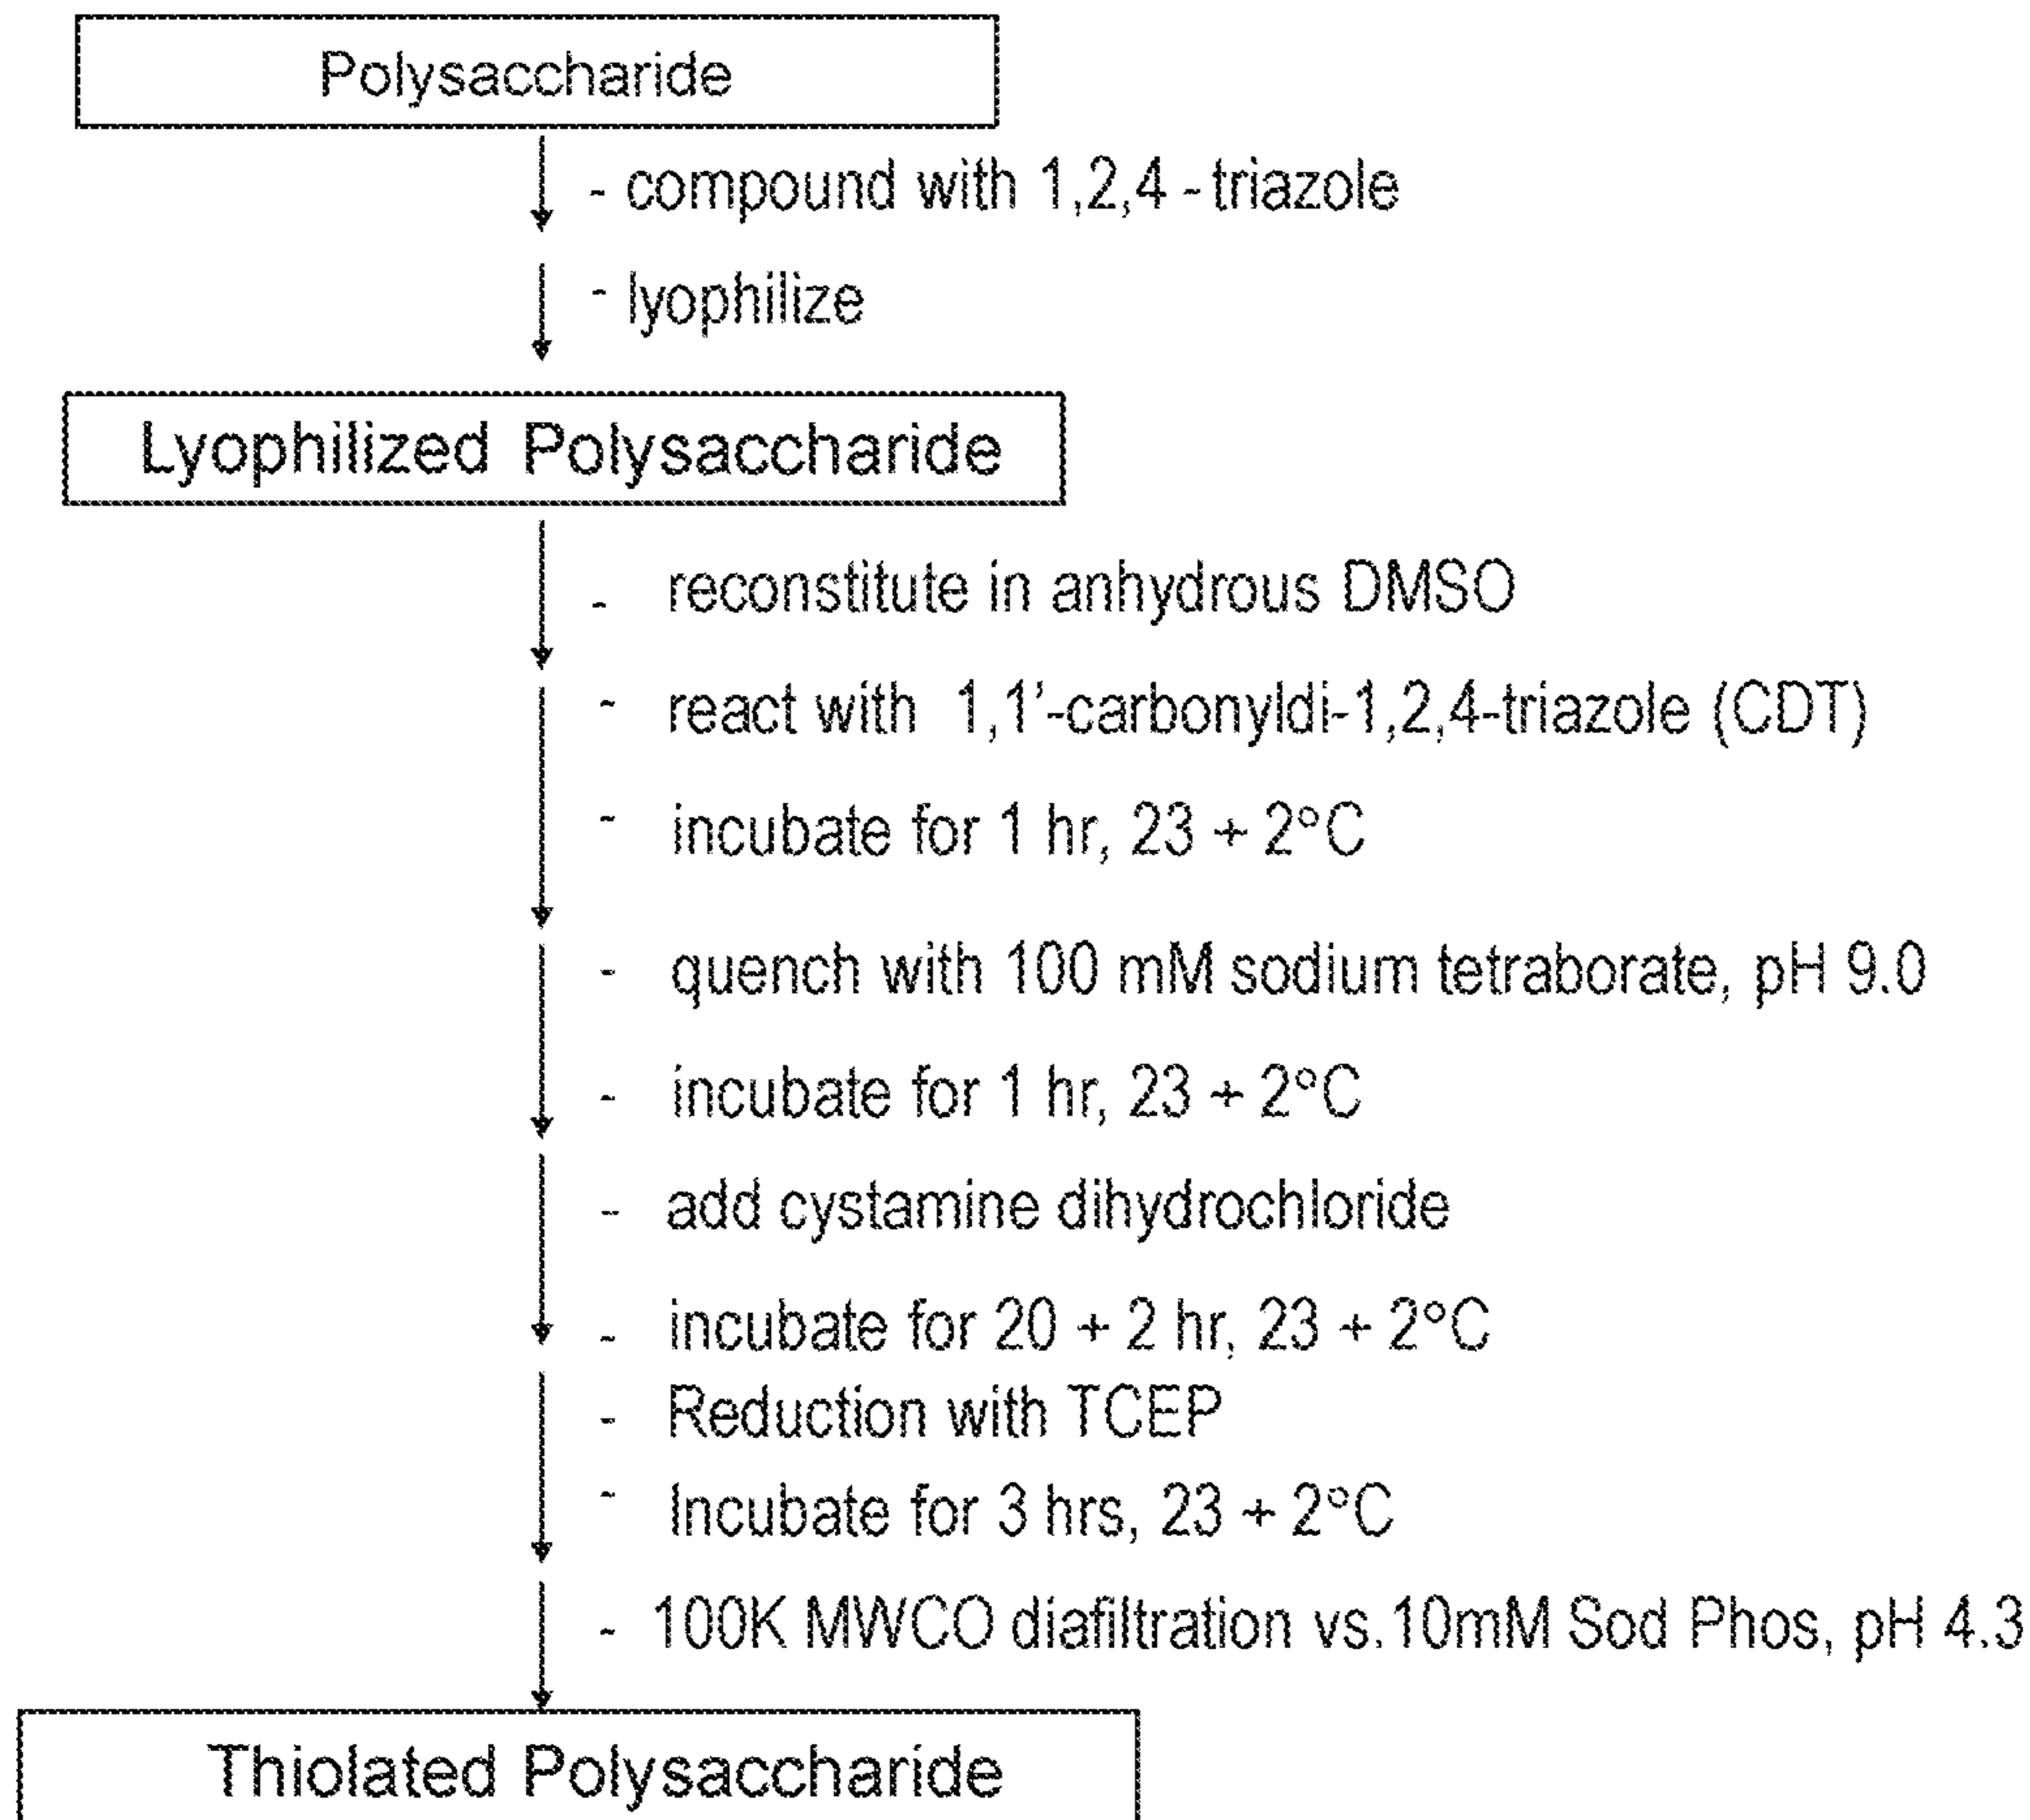 Polysaccharide
- compound with 1,2,4 - triazole
- lyophilize
Lyophilized Polysaccharide
- reconstitute in anhydrous DMSO
- react with 1,1'-carbonyldi-1,2,4-triazole (CDT)
- incubate for 1 hr, 23 + 2°C
- quench with 100 mM sodium tetraborate, pH 9.0
- incubate for 1 hr, 23 + 2°C
- add cystamine dihydrochloride
- incubate for 20 + 2 hr, 23 + 2°C
- Reduction with TCEP
- Incubate for 3 hrs, 23 + 2°C
- 100K MWCO diafiltration vs.10mM Sod Phos, pH 4.3
Thiolated Polysaccharide